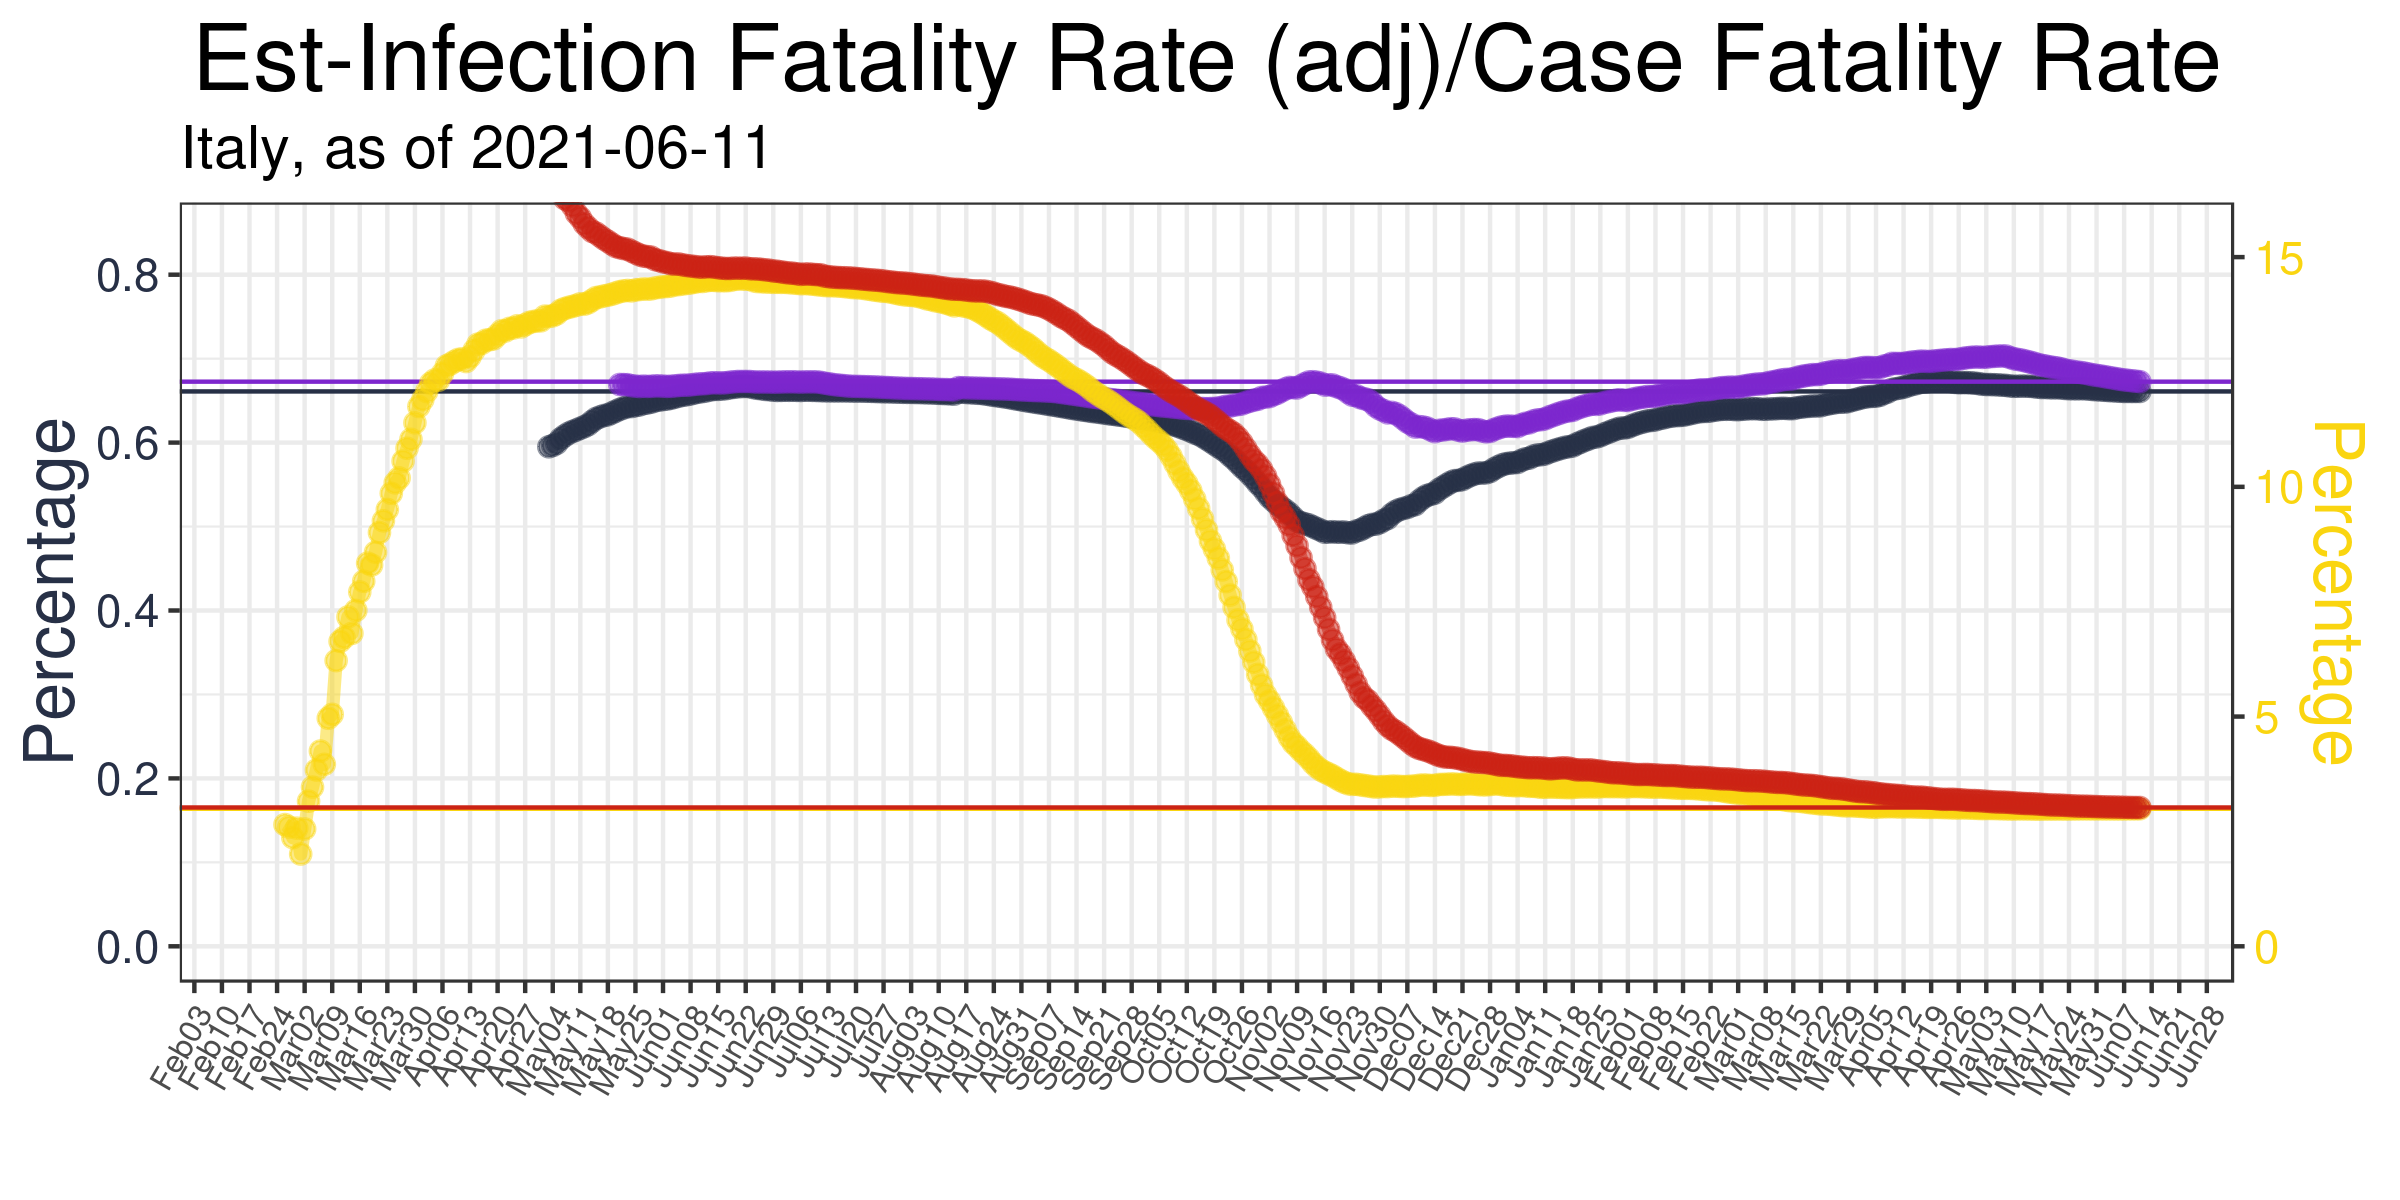 Est-Infection Fatality Rate (adj)/Case Fatality Rate
Italy, as of 2021-06-11
Percentage
0.8
0.6
0.4
0.2
0.0
15
10
5
0
Percentage
Feb03
Feb10
Feb17
Feb24
Mar02
Mar09
Mar16
Mar23
Mar30
Apr06
Apr13
Apr20
Apr27
May04
May11
May18
May25
Jun01
Jun08
Jun15
Jun22
Jun29
Jul06
Jul13
Jul20
Jul27
Aug03
Aug10
Aug17
Aug24
Aug31
Sep07
Sep14
Sep21
Sep28
Oct05
Oct12
Oct19
Oct26
Nov02
Nov09
Nov16
Nov23
Nov30
Dec07
Dec14
Dec21
Dec28
Jan04
Jan11
Jan18
Jan25
Feb01
Feb08
Feb15
Feb22
Mar01
Mar08
Mar15
Mar22
Mar29
Apr05
Apr12
Apr19
Apr26
May03
May10
May17
May24
May31
Jun07
Jun14
Jun21
Jun28